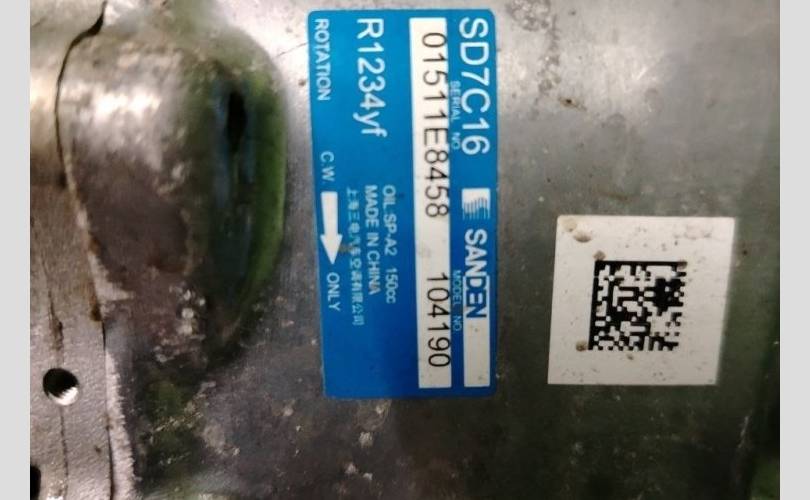 SD7C16 SANDEN
SERIAL NO. MODEL NO.
01511E8458 104190
R1234yf OIL:SP-A2 150cc
MADE IN CHINA
上海三电汽车空调有限公司
ROTATION C.W. ONLY